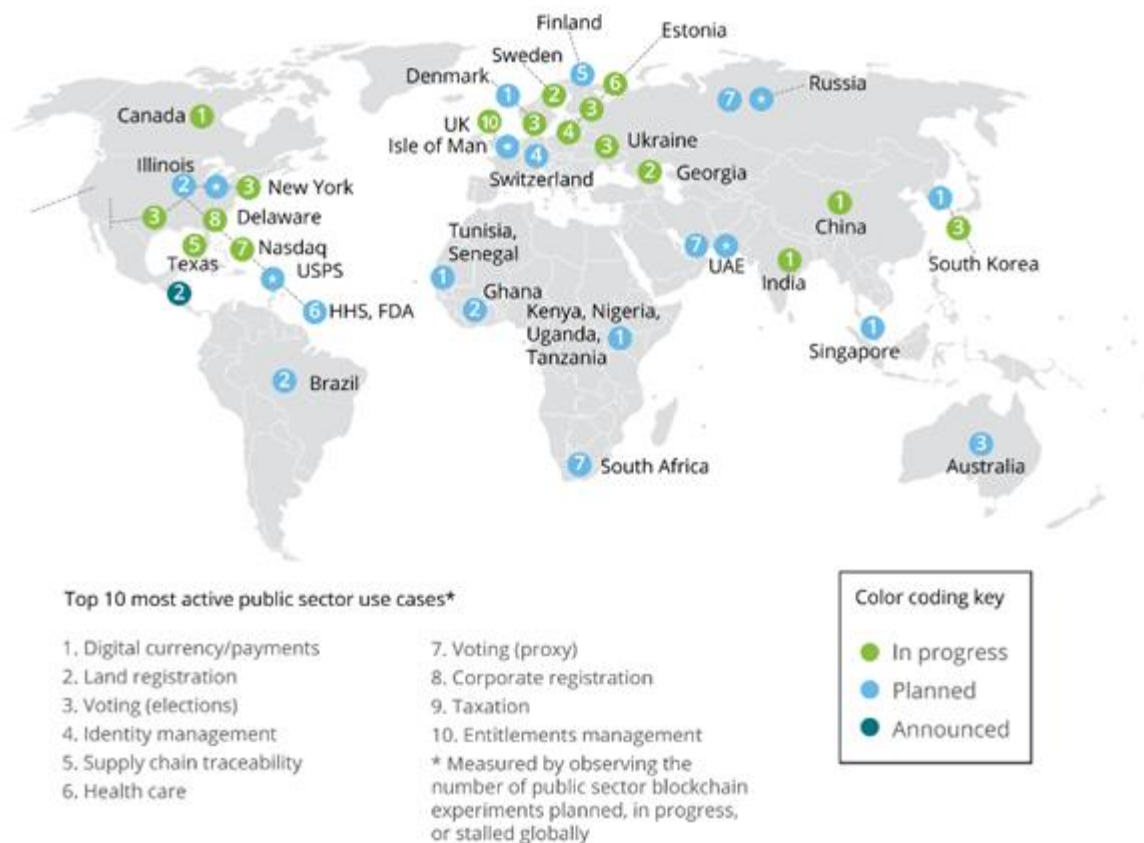 Finland
Estonia
Sweden
Denmark
5
6
Russia
2
1
7
*
3
Canada
1
UK
10
3
4
Isle of Man
*
4
3
Ukraine
Switzerland
2
Georgia
Illinois
2
*
3
New York
3
8
Delaware
1
China
1
3
South Korea
5
Texas
7
Nasdaq
USPS
*
Tunisia,
Senegal
1
7
*
UAE
1
India
2
6
HHS, FDA
2
Ghana
Kenya, Nigeria,
Uganda,
Tanzania
1
1
Singapore
2
Brazil
7
South Africa
3
Australia
Top 10 most active public sector use cases*
1. Digital currency/payments
2. Land registration
3. Voting (elections)
4. Identity management
5. Supply chain traceability
6. Health care
7. Voting (proxy)
8. Corporate registration
9. Taxation
10. Entitlements management
* Measured by observing the
number of public sector blockchain
experiments planned, in progress,
or stalled globally
Color coding key
In progress
Planned
Announced